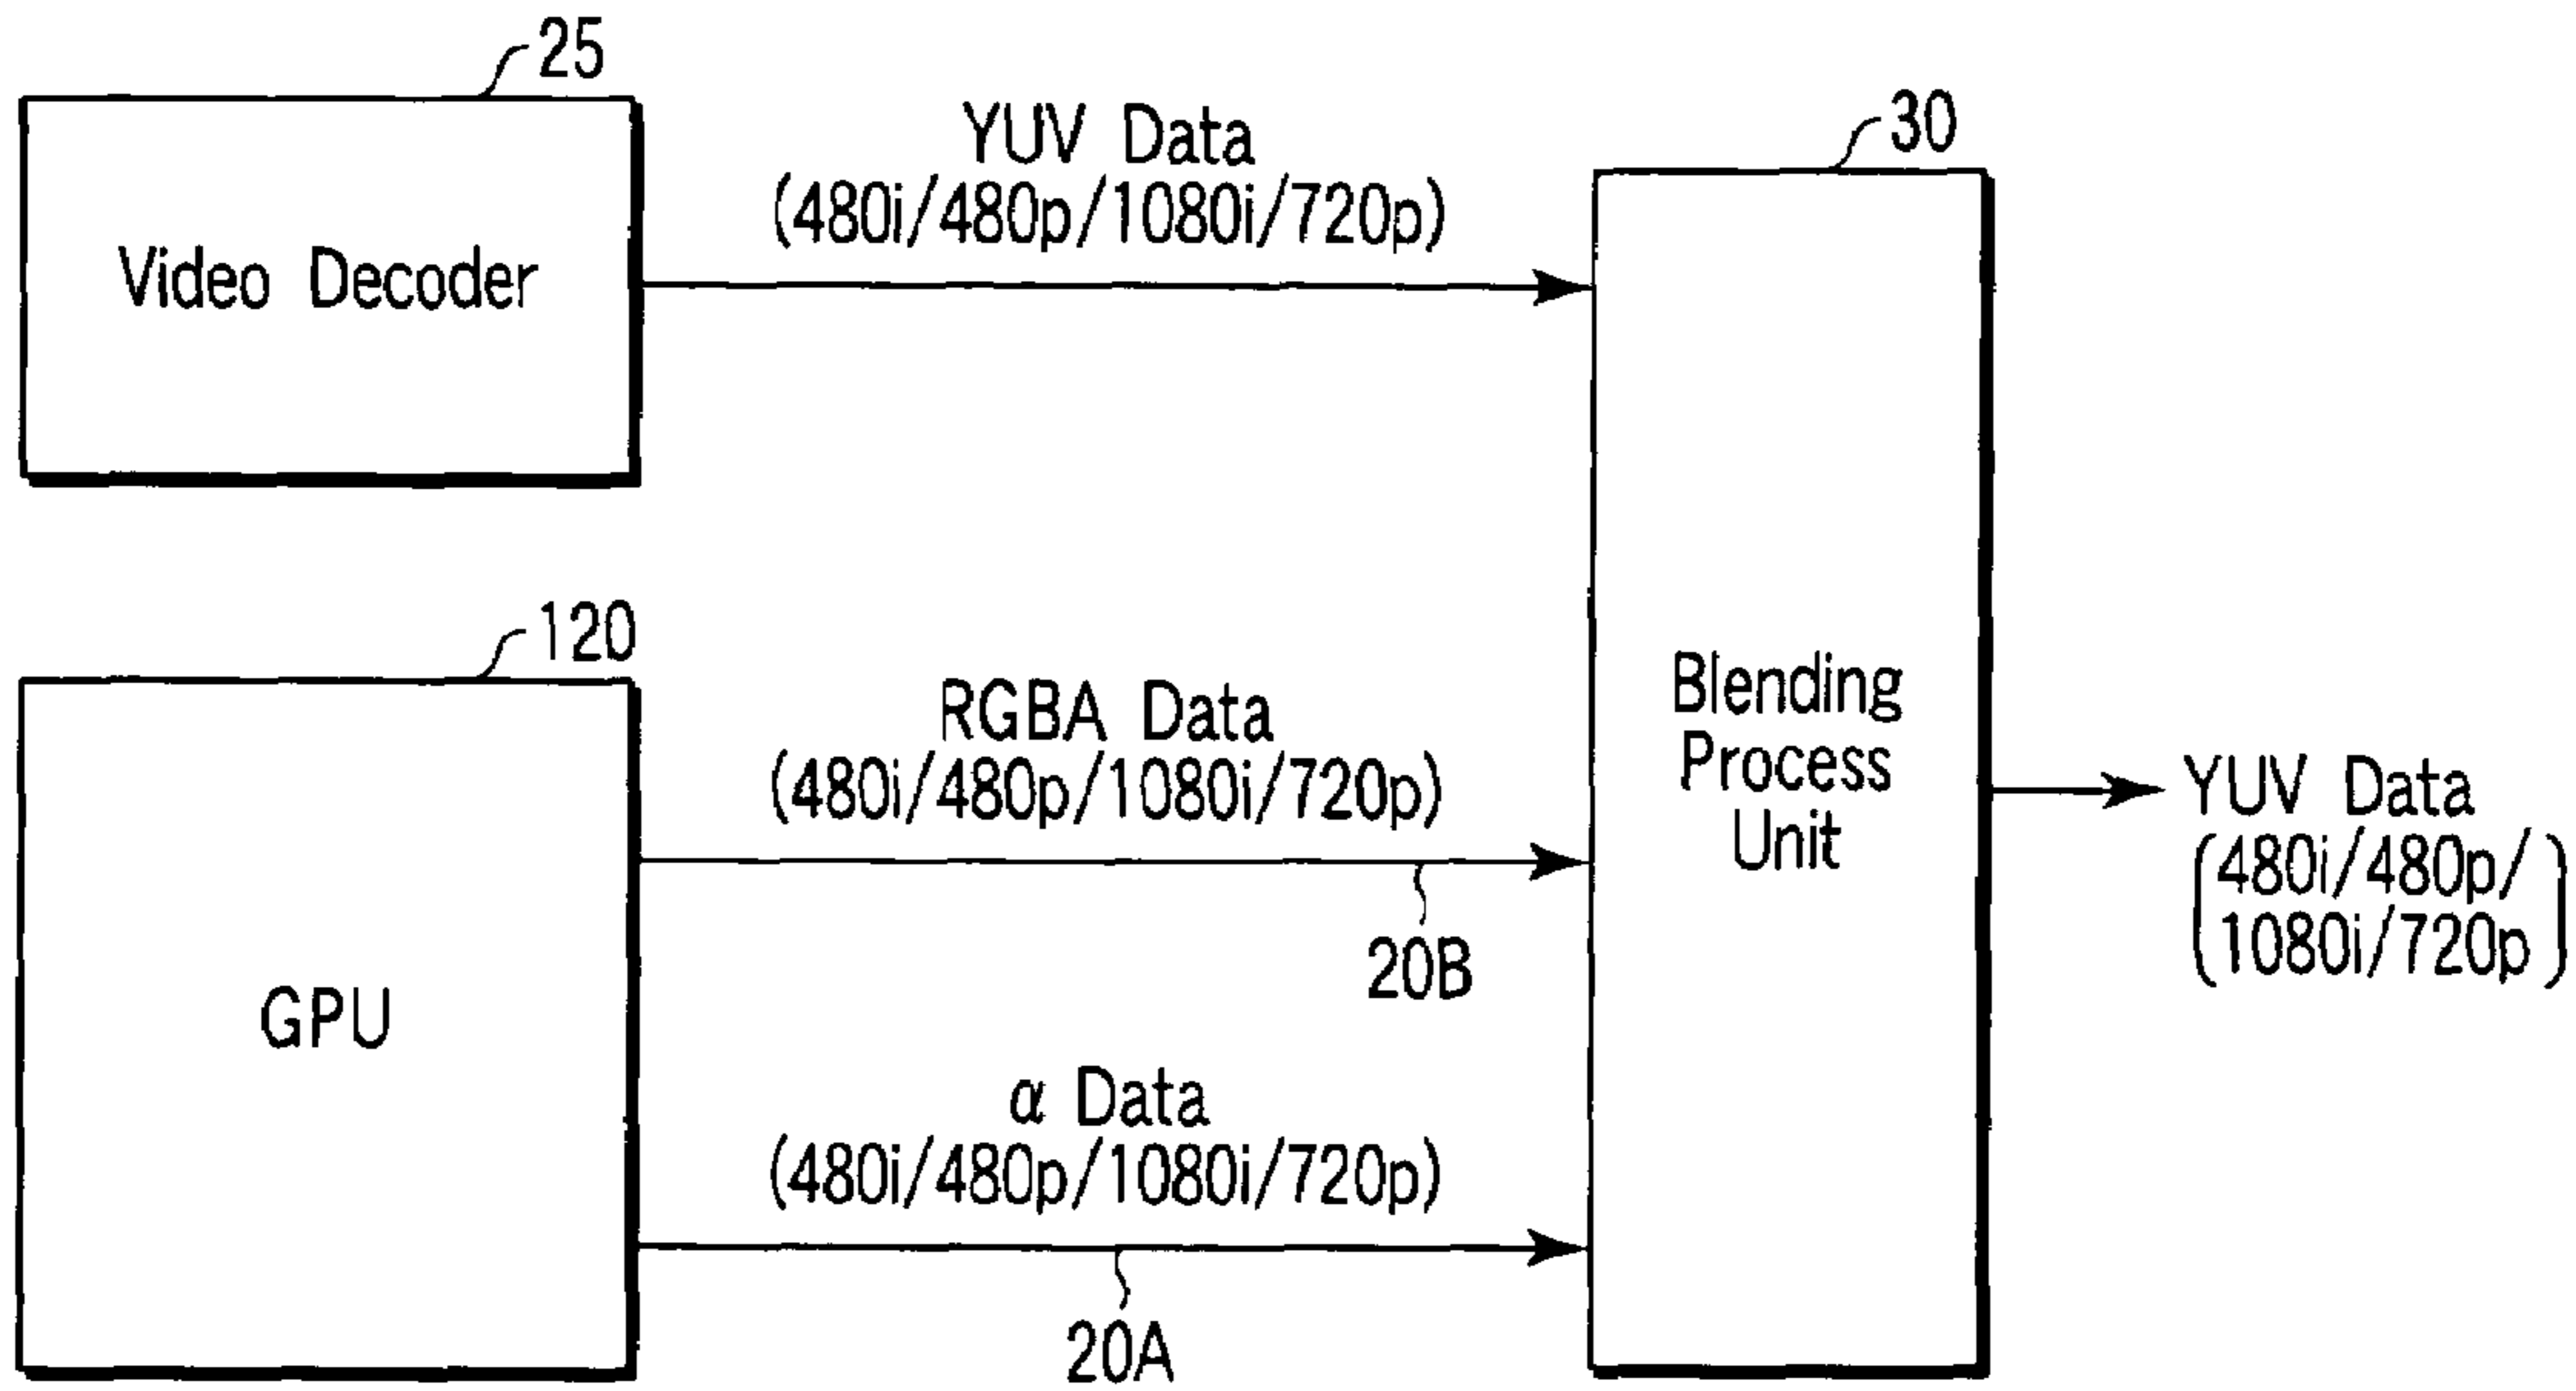 25
Video Decoder
YUV Data
(480i/480p/1080i/720p)
30
120
GPU
RGBA Data
(480i/480p/1080i/720p)
20B
α Data
(480i/480p/1080i/720p)
20A
Blending
Process
Unit
YUV Data
(480i/480p/
1080i/720p)